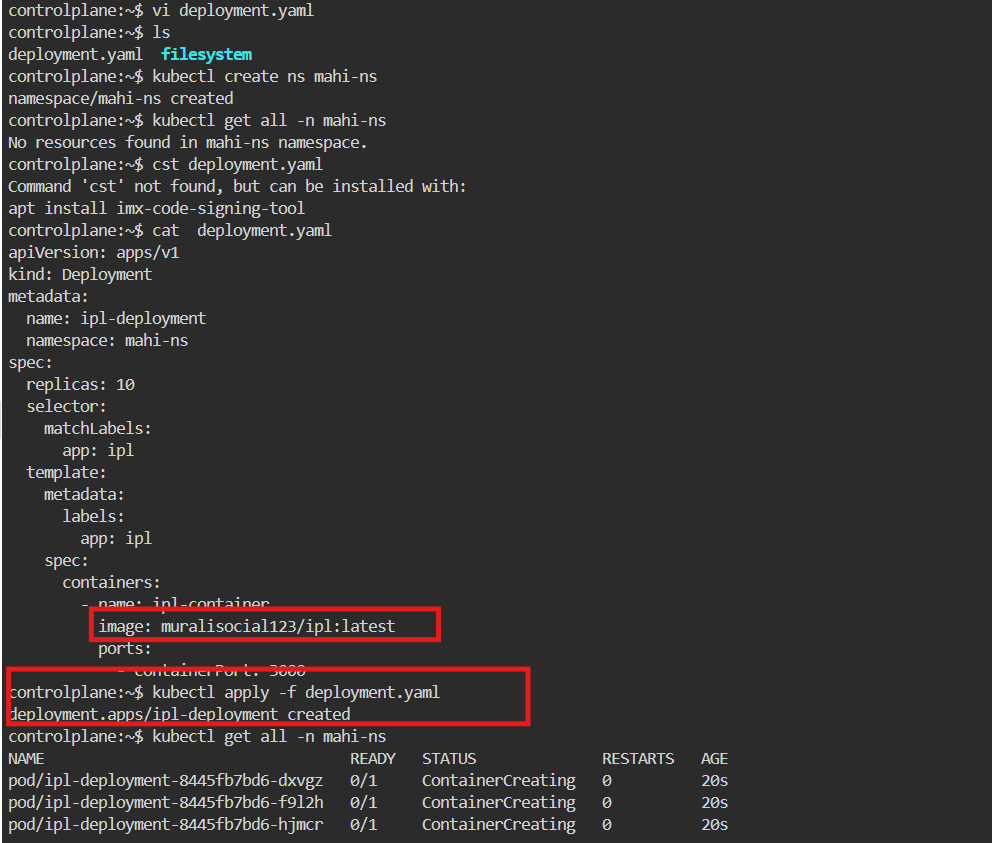 controlplane:~$ vi deployment.yaml
controlplane:~$ ls
deployment.yaml  filesystem
controlplane:~$ kubectl create ns mahi-ns
namespace/mahi-ns created
controlplane:~$ kubectl get all -n mahi-ns
No resources found in mahi-ns namespace.
controlplane:~$ cst deployment.yaml
Command 'cst' not found, but can be installed with:
apt install imx-code-signing-tool
controlplane:~$ cat  deployment.yaml
apiVersion: apps/v1
kind: Deployment
metadata:
  name: ipl-deployment
  namespace: mahi-ns
spec:
  replicas: 10
  selector:
    matchLabels:
      app: ipl
  template:
    metadata:
      labels:
        app: ipl
    spec:
      containers:
        - name: ipl-container
          image: muralisocial123/ipl:latest
          ports:
            - containerPort: 3000
controlplane:~$ kubectl apply -f deployment.yaml
deployment.apps/ipl-deployment created
controlplane:~$ kubectl get all -n mahi-ns
NAME                                  READY   STATUS              RESTARTS   AGE
pod/ipl-deployment-8445fb7bd6-dxvgz   0/1     ContainerCreating   0          20s
pod/ipl-deployment-8445fb7bd6-f9l2h   0/1     ContainerCreating   0          20s
pod/ipl-deployment-8445fb7bd6-hjmcr   0/1     ContainerCreating   0          20s